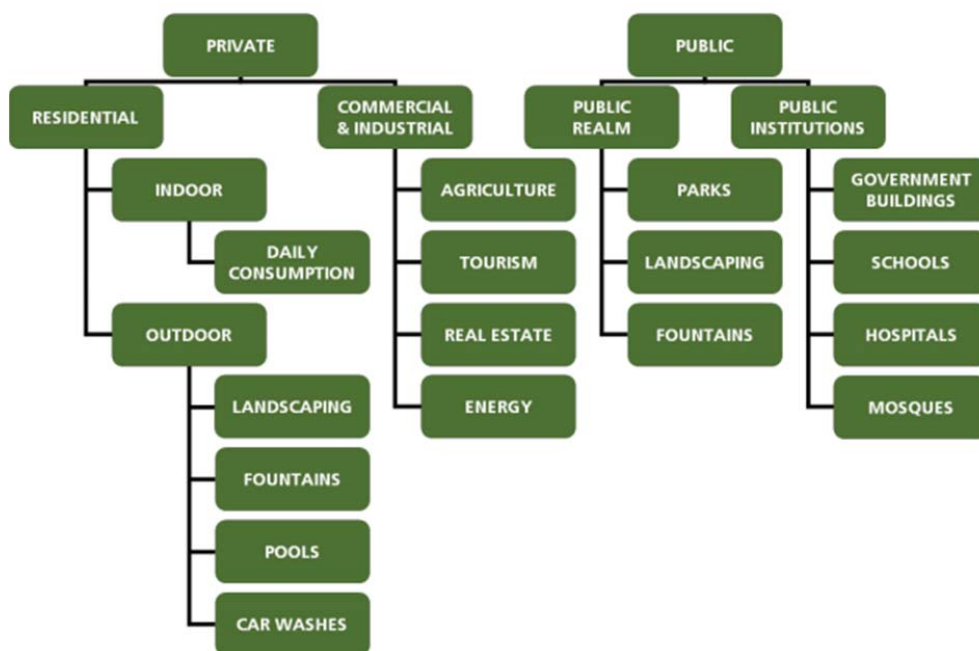 PRIVATE
RESIDENTIAL
INDOOR
DAILY
CONSUMPTION
OUTDOOR
LANDSCAPING
FOUNTAINS
POOLS
CAR WASHES
COMMERCIAL
& INDUSTRIAL
AGRICULTURE
TOURISM
REAL ESTATE
ENERGY
PUBLIC
PUBLIC
REALM
PARKS
LANDSCAPING
FOUNTAINS
PUBLIC
INSTITUTIONS
GOVERNMENT
BUILDINGS
SCHOOLS
HOSPITALS
MOSQUES